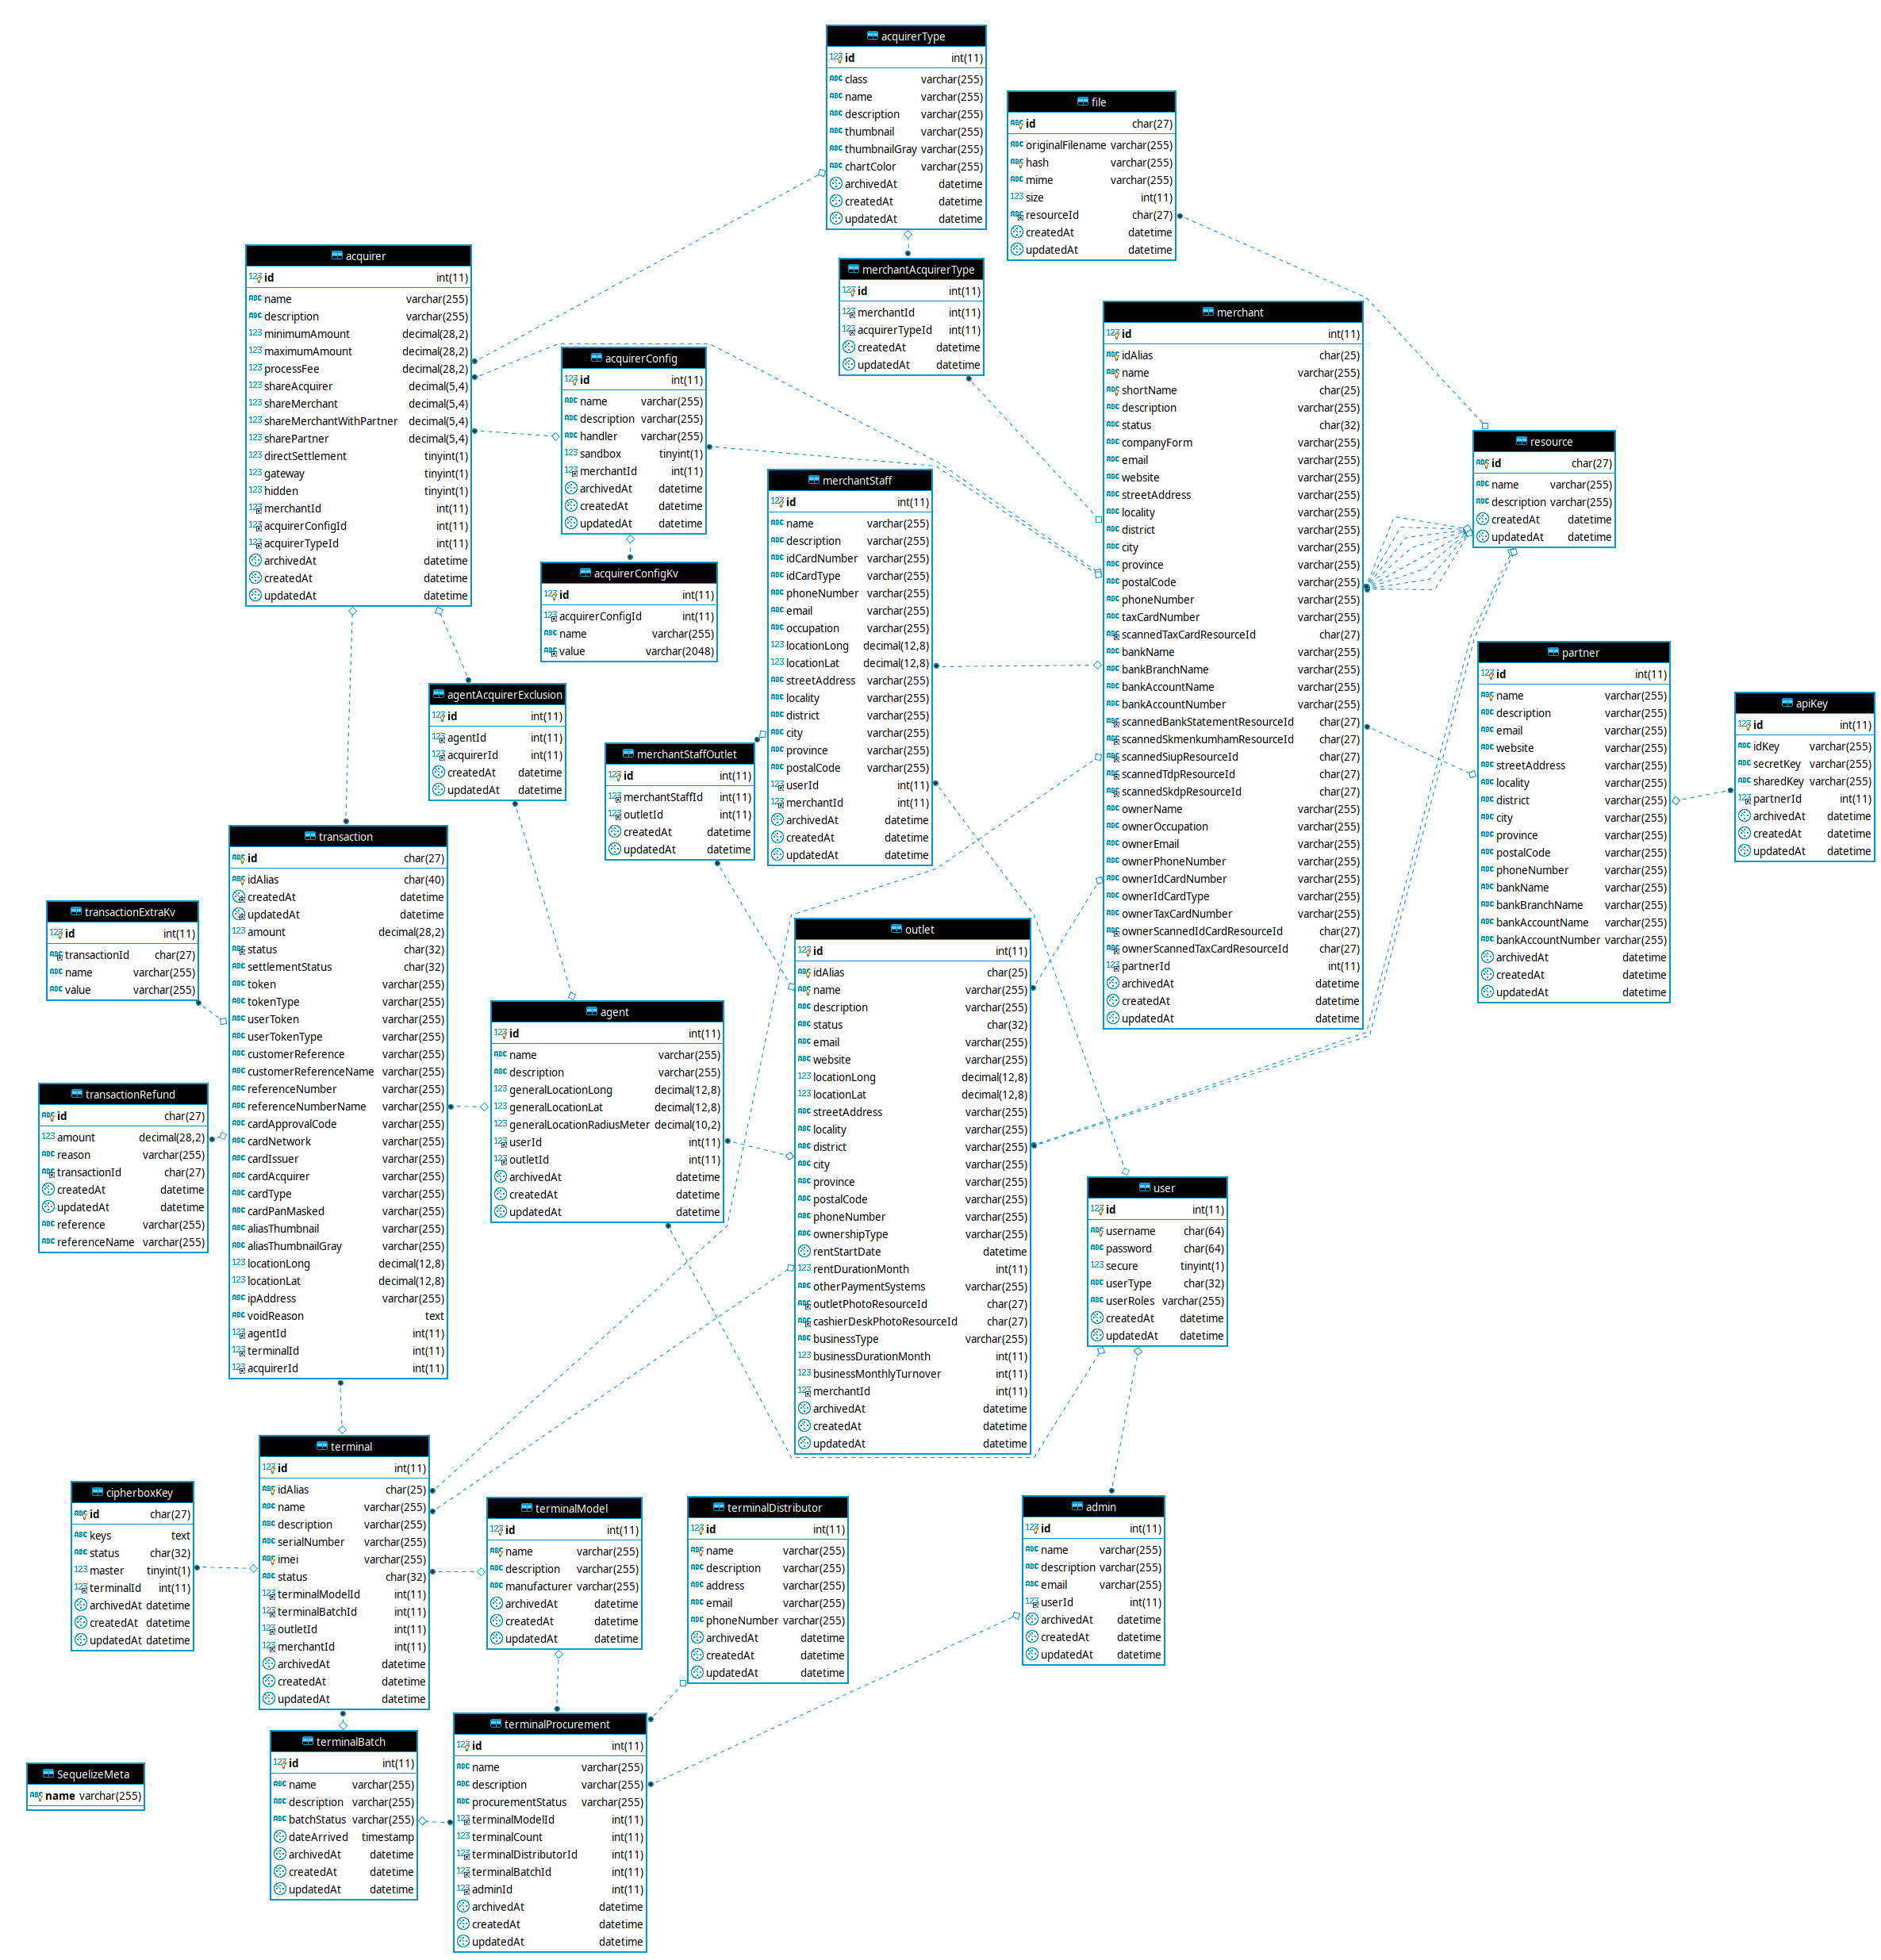 acquirerType
id int(11)
class varchar(255)
name varchar(255)
description varchar(255)
thumbnail varchar(255)
thumbnailGray varchar(255)
chartColor varchar(255)
archivedAt datetime
createdAt datetime
updatedAt datetime
file
id char(27)
originalFilename varchar(255)
hash varchar(255)
mime varchar(255)
size int(11)
resourceId char(27)
createdAt datetime
updatedAt datetime
acquirer
id int(11)
name varchar(255)
description varchar(255)
minimumAmount decimal(28,2)
maximumAmount decimal(28,2)
processFee decimal(28,2)
shareAcquirer decimal(5,4)
shareMerchant decimal(5,4)
shareMerchantWithPartner decimal(5,4)
sharePartner decimal(5,4)
directSettlement tinyint(1)
gateway tinyint(1)
hidden tinyint(1)
merchantId int(11)
acquirerConfigId int(11)
acquirerTypeId int(11)
archivedAt datetime
createdAt datetime
updatedAt datetime
merchantAcquirerType
id int(11)
merchantId int(11)
acquirerTypeId int(11)
createdAt datetime
updatedAt datetime
merchant
id int(11)
idAlias char(25)
name varchar(255)
shortName char(25)
description varchar(255)
status char(32)
companyForm varchar(255)
email varchar(255)
website varchar(255)
streetAddress varchar(255)
locality varchar(255)
district varchar(255)
city varchar(255)
province varchar(255)
postalCode varchar(255)
phoneNumber varchar(255)
taxCardNumber varchar(255)
scannedTaxCardResourceId char(27)
bankName varchar(255)
bankBranchName varchar(255)
bankAccountName varchar(255)
bankAccountNumber varchar(255)
scannedBankStatementResourceId char(27)
scannedSkmenkumhamResourceId char(27)
scannedSiupResourceId char(27)
scannedTdpResourceId char(27)
scannedSkdpResourceId char(27)
ownerName varchar(255)
ownerOccupation varchar(255)
ownerEmail varchar(255)
ownerPhoneNumber varchar(255)
ownerIdCardNumber varchar(255)
ownerIdCardType varchar(255)
ownerTaxCardNumber varchar(255)
ownerScannedIdCardResourceId char(27)
ownerScannedTaxCardResourceId char(27)
partnerId int(11)
archivedAt datetime
createdAt datetime
updatedAt datetime
acquirerConfig
id int(11)
name varchar(255)
description varchar(255)
handler varchar(255)
sandbox tinyint(1)
merchantId int(11)
archivedAt datetime
createdAt datetime
updatedAt datetime
resource
id char(27)
name varchar(255)
description varchar(255)
createdAt datetime
updatedAt datetime
merchantStaff
id int(11)
name varchar(255)
description varchar(255)
idCardNumber varchar(255)
idCardType varchar(255)
phoneNumber varchar(255)
email varchar(255)
occupation varchar(255)
locationLong decimal(12,8)
locationLat decimal(12,8)
streetAddress varchar(255)
locality varchar(255)
district varchar(255)
city varchar(255)
province varchar(255)
postalCode varchar(255)
userId int(11)
merchantId int(11)
archivedAt datetime
createdAt datetime
updatedAt datetime
acquirerConfigKv
id int(11)
acquirerConfigId int(11)
name varchar(255)
value varchar(2048)
partner
id int(11)
name varchar(255)
description varchar(255)
email varchar(255)
website varchar(255)
streetAddress varchar(255)
locality varchar(255)
district varchar(255)
city varchar(255)
province varchar(255)
postalCode varchar(255)
phoneNumber varchar(255)
bankName varchar(255)
bankBranchName varchar(255)
bankAccountName varchar(255)
bankAccountNumber varchar(255)
archivedAt datetime
createdAt datetime
updatedAt datetime
apiKey
id int(11)
idKey varchar(255)
secretKey varchar(255)
sharedKey varchar(255)
partnerId int(11)
archivedAt datetime
createdAt datetime
updatedAt datetime
agentAcquirerExclusion
id int(11)
agentId int(11)
acquirerId int(11)
createdAt datetime
updatedAt datetime
merchantStaffOutlet
id int(11)
merchantStaffId int(11)
outletId int(11)
createdAt datetime
updatedAt datetime
transaction
id char(27)
idAlias char(40)
createdAt datetime
updatedAt datetime
amount decimal(28,2)
status char(32)
settlementStatus char(32)
token varchar(255)
tokenType varchar(255)
userToken varchar(255)
userTokenType varchar(255)
customerReference varchar(255)
customerReferenceName varchar(255)
referenceNumber varchar(255)
referenceNumberName varchar(255)
cardApprovalCode varchar(255)
cardNetwork varchar(255)
cardIssuer varchar(255)
cardAcquirer varchar(255)
cardType varchar(255)
cardPanMasked varchar(255)
aliasThumbnail varchar(255)
aliasThumbnailGray varchar(255)
locationLong decimal(12,8)
locationLat decimal(12,8)
ipAddress varchar(255)
voidReason text
agentId int(11)
terminalId int(11)
acquirerId int(11)
transactionExtraKv
id int(11)
transactionId char(27)
name varchar(255)
value varchar(255)
outlet
id int(11)
idAlias char(25)
name varchar(255)
description varchar(255)
status char(32)
email varchar(255)
website varchar(255)
locationLong decimal(12,8)
locationLat decimal(12,8)
streetAddress varchar(255)
locality varchar(255)
district varchar(255)
city varchar(255)
province varchar(255)
postalCode varchar(255)
phoneNumber varchar(255)
ownershipType varchar(255)
rentStartDate datetime
rentDurationMonth int(11)
otherPaymentSystems varchar(255)
outletPhotoResourceId char(27)
cashierDeskPhotoResourceId char(27)
businessType varchar(255)
businessDurationMonth int(11)
businessMonthlyTurnover int(11)
merchantId int(11)
archivedAt datetime
createdAt datetime
updatedAt datetime
agent
id int(11)
name varchar(255)
description varchar(255)
generalLocationLong decimal(12,8)
generalLocationLat decimal(12,8)
generalLocationRadiusMeter decimal(10,2)
userId int(11)
outletId int(11)
archivedAt datetime
createdAt datetime
updatedAt datetime
transactionRefund
id char(27)
amount decimal(28,2)
reason varchar(255)
transactionId char(27)
createdAt datetime
updatedAt datetime
reference varchar(255)
referenceName varchar(255)
user
id int(11)
username char(64)
password char(64)
secure tinyint(1)
userType char(32)
userRoles varchar(255)
createdAt datetime
updatedAt datetime
terminal
id int(11)
idAlias char(25)
name varchar(255)
description varchar(255)
serialNumber varchar(255)
imei varchar(255)
status char(32)
terminalModelId int(11)
terminalBatchId int(11)
outletId int(11)
merchantId int(11)
archivedAt datetime
createdAt datetime
updatedAt datetime
cipherboxKey
id char(27)
keys text
status char(32)
master tinyint(1)
terminalId int(11)
archivedAt datetime
createdAt datetime
updatedAt datetime
terminalModel
id int(11)
name varchar(255)
description varchar(255)
manufacturer varchar(255)
archivedAt datetime
createdAt datetime
updatedAt datetime
terminalDistributor
id int(11)
name varchar(255)
description varchar(255)
address varchar(255)
email varchar(255)
phoneNumber varchar(255)
archivedAt datetime
createdAt datetime
updatedAt datetime
admin
id int(11)
name varchar(255)
description varchar(255)
email varchar(255)
userId int(11)
archivedAt datetime
createdAt datetime
updatedAt datetime
terminalProcurement
id int(11)
name varchar(255)
description varchar(255)
procurementStatus varchar(255)
terminalModelId int(11)
terminalCount int(11)
terminalDistributorId int(11)
terminalBatchId int(11)
adminId int(11)
archivedAt datetime
createdAt datetime
updatedAt datetime
terminalBatch
id int(11)
name varchar(255)
description varchar(255)
batchStatus varchar(255)
dateArrived timestamp
archivedAt datetime
createdAt datetime
updatedAt datetime
SequelizeMeta
name varchar(255)